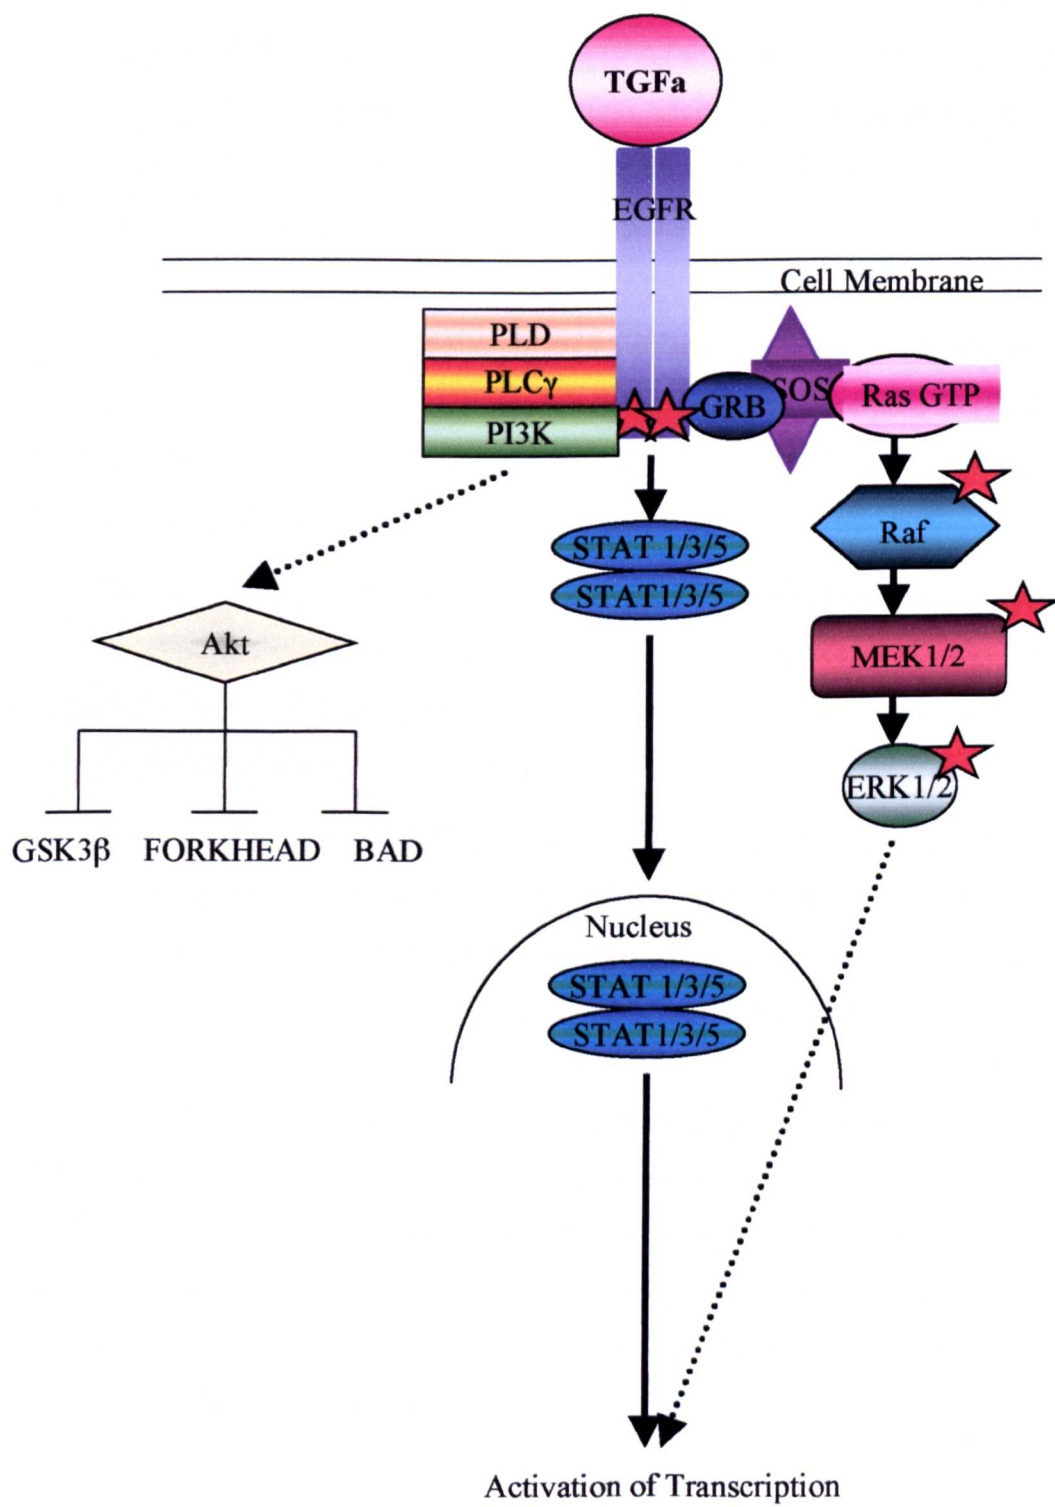 TGFa
EGFR
Cell Membrane
PLD
PLCγ
PI3K
GRB
SOS
Ras GTP
STAT 1/3/5
STAT1/3/5
Raf
MEK1/2
ERK1/2
Akt
GSK3β FORKHEAD BAD
Nucleus
STAT 1/3/5
STAT1/3/5
Activation of Transcription